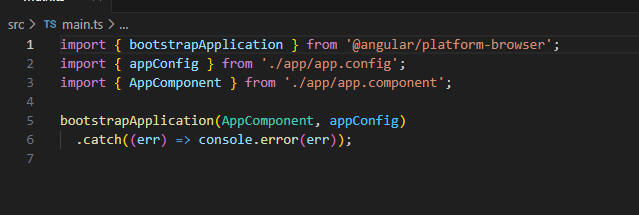 src > TS main.ts > ...
1 import { bootstrapApplication } from '@angular/platform-browser';
2 import { appConfig } from './app/app.config';
3 import { AppComponent } from './app/app.component';
4
5 bootstrapApplication(AppComponent, appConfig)
6 .catch((err) => console.error(err));
7